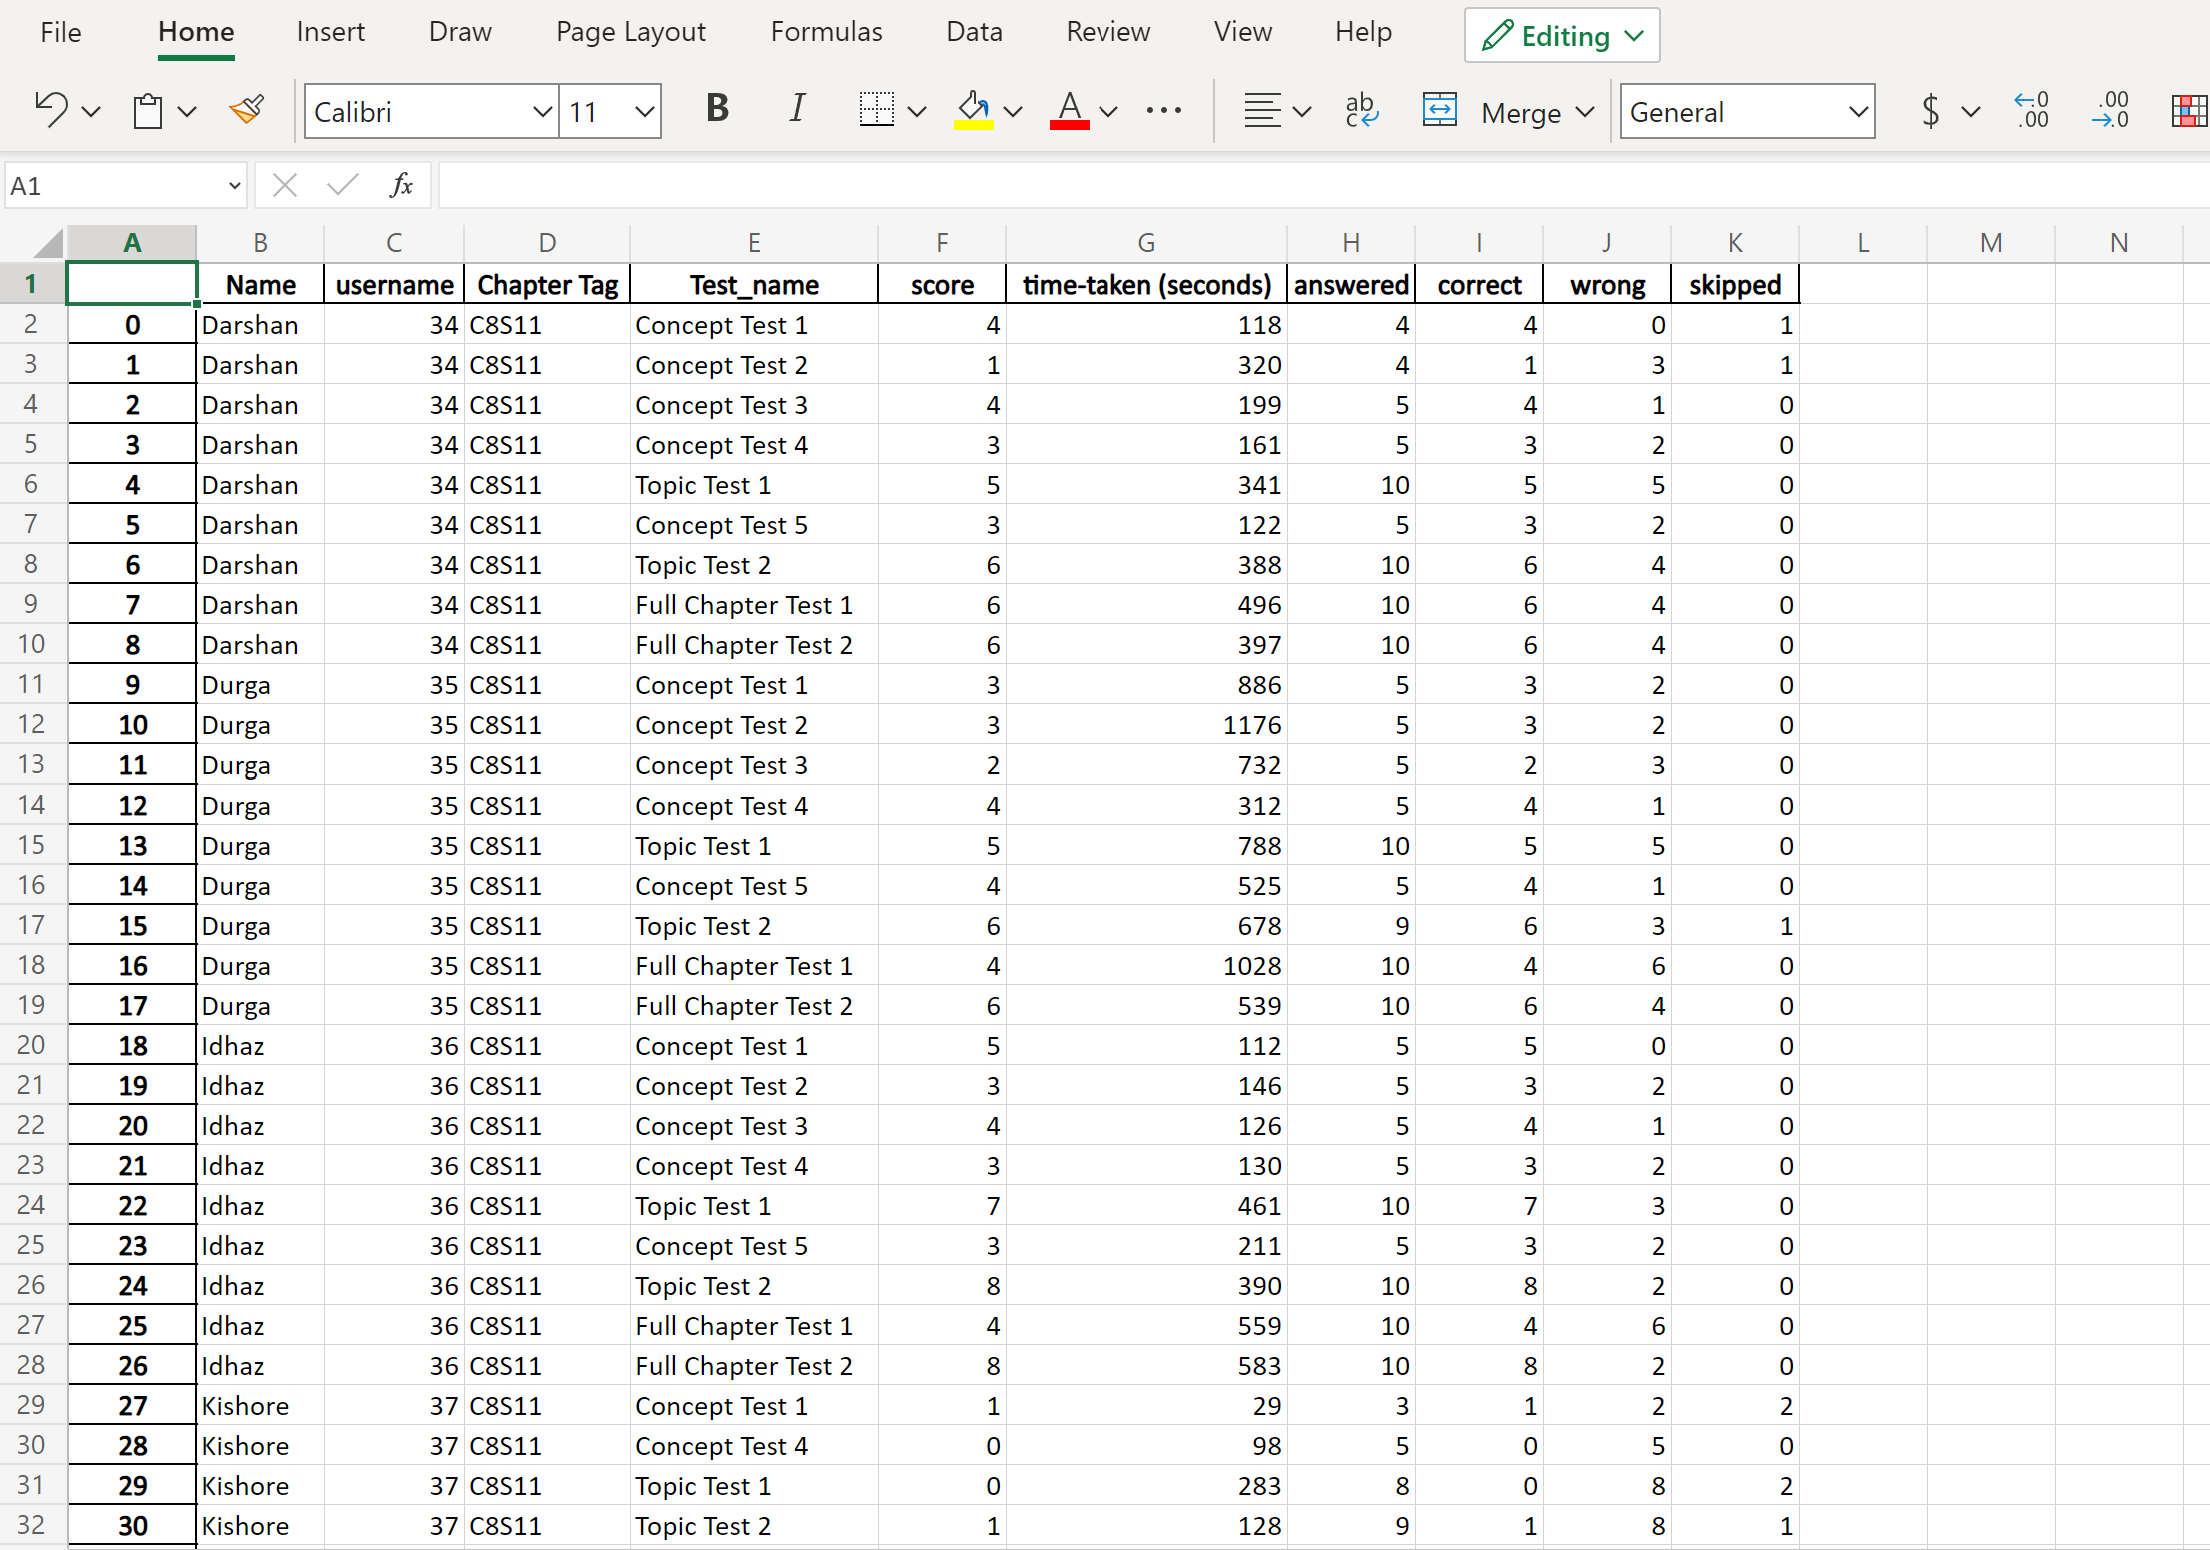 File Home Insert Draw Page Layout Formulas Data Review View Help Editing
Calibri 11 B I A ab c Merge General $ .0 .00 .00 .0
A1 fx
A B C D E F G H I J K L M N
1 Name username Chapter Tag Test_name score time-taken (seconds) answered correct wrong skipped
2 0 Darshan 34 C8S11 Concept Test 1 4 118 4 4 0 1
3 1 Darshan 34 C8S11 Concept Test 2 1 320 4 1 3 1
4 2 Darshan 34 C8S11 Concept Test 3 4 199 5 4 1 0
5 3 Darshan 34 C8S11 Concept Test 4 3 161 5 3 2 0
6 4 Darshan 34 C8S11 Topic Test 1 5 341 10 5 5 0
7 5 Darshan 34 C8S11 Concept Test 5 3 122 5 3 2 0
8 6 Darshan 34 C8S11 Topic Test 2 6 388 10 6 4 0
9 7 Darshan 34 C8S11 Full Chapter Test 1 6 496 10 6 4 0
10 8 Darshan 34 C8S11 Full Chapter Test 2 6 397 10 6 4 0
11 9 Durga 35 C8S11 Concept Test 1 3 886 5 3 2 0
12 10 Durga 35 C8S11 Concept Test 2 3 1176 5 3 2 0
13 11 Durga 35 C8S11 Concept Test 3 2 732 5 2 3 0
14 12 Durga 35 C8S11 Concept Test 4 4 312 5 4 1 0
15 13 Durga 35 C8S11 Topic Test 1 5 788 10 5 5 0
16 14 Durga 35 C8S11 Concept Test 5 4 525 5 4 1 0
17 15 Durga 35 C8S11 Topic Test 2 6 678 9 6 3 1
18 16 Durga 35 C8S11 Full Chapter Test 1 4 1028 10 4 6 0
19 17 Durga 35 C8S11 Full Chapter Test 2 6 539 10 6 4 0
20 18 Idhaz 36 C8S11 Concept Test 1 5 112 5 5 0 0
21 19 Idhaz 36 C8S11 Concept Test 2 3 146 5 3 2 0
22 20 Idhaz 36 C8S11 Concept Test 3 4 126 5 4 1 0
23 21 Idhaz 36 C8S11 Concept Test 4 3 130 5 3 2 0
24 22 Idhaz 36 C8S11 Topic Test 1 7 461 10 7 3 0
25 23 Idhaz 36 C8S11 Concept Test 5 3 211 5 3 2 0
26 24 Idhaz 36 C8S11 Topic Test 2 8 390 10 8 2 0
27 25 Idhaz 36 C8S11 Full Chapter Test 1 4 559 10 4 6 0
28 26 Idhaz 36 C8S11 Full Chapter Test 2 8 583 10 8 2 0
29 27 Kishore 37 C8S11 Concept Test 1 1 29 3 1 2 2
30 28 Kishore 37 C8S11 Concept Test 4 0 98 5 0 5 0
31 29 Kishore 37 C8S11 Topic Test 1 0 283 8 0 8 2
32 30 Kishore 37 C8S11 Topic Test 2 1 128 9 1 8 1